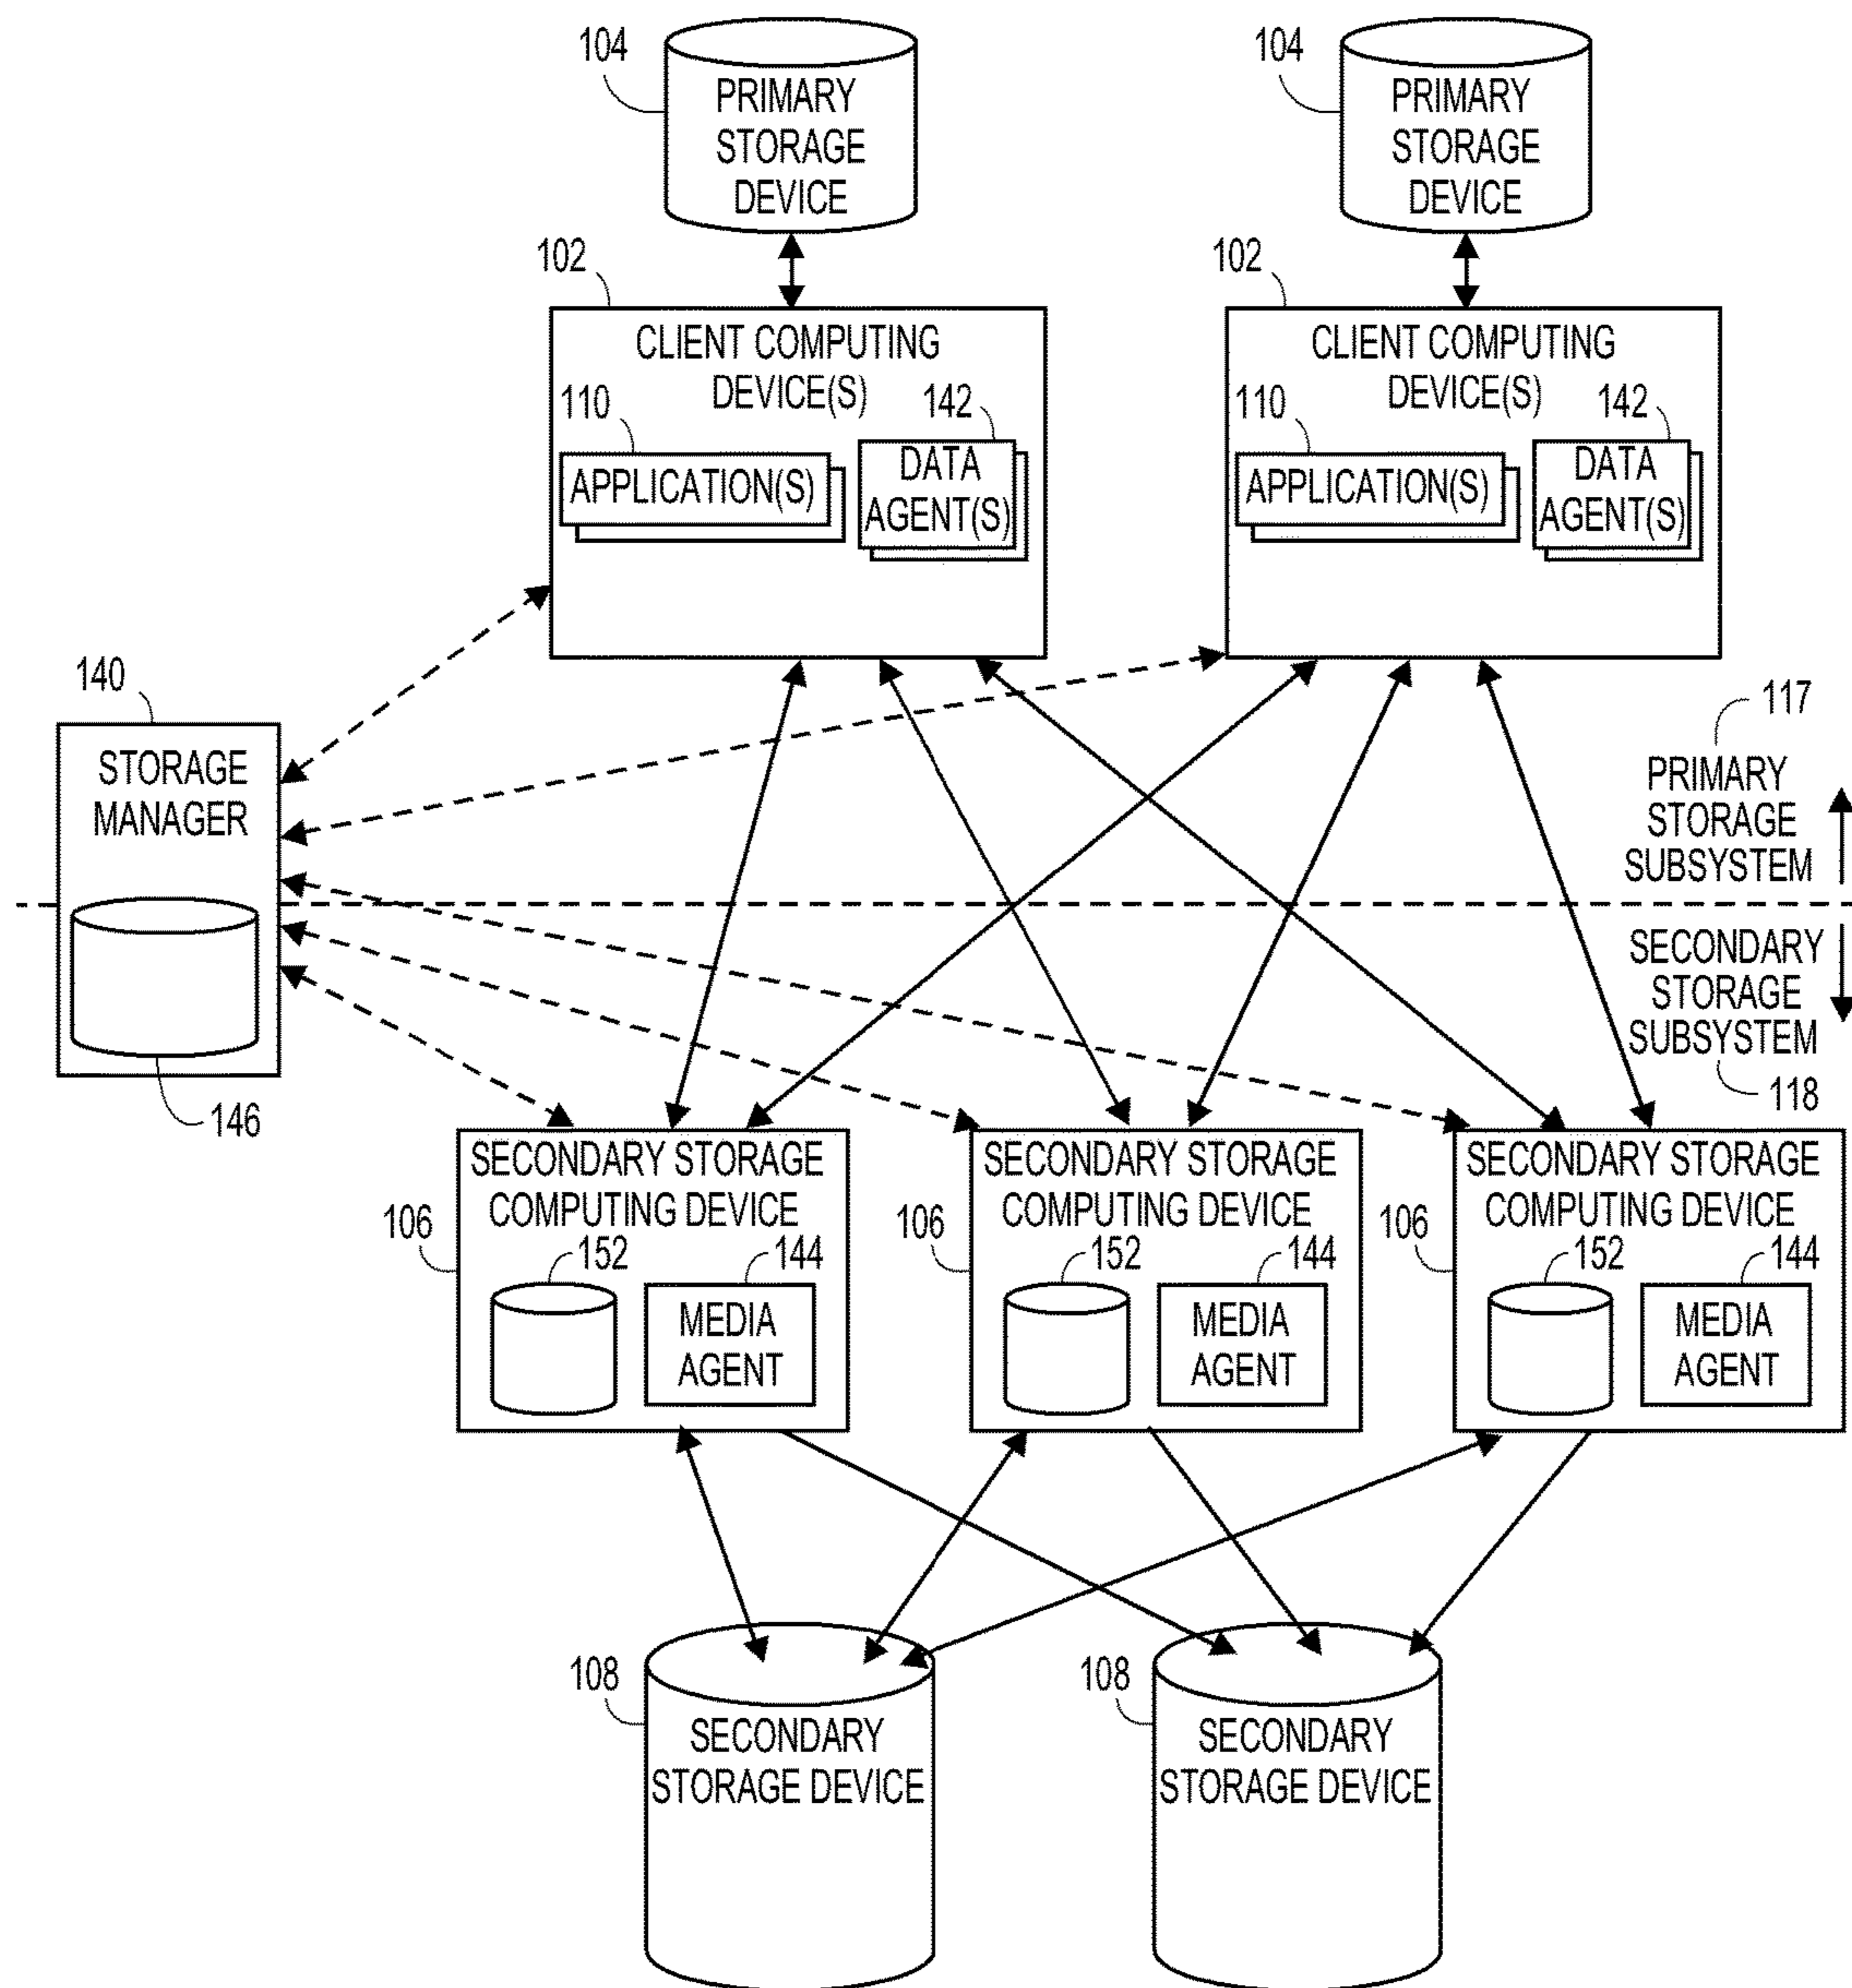 104
PRIMARY
STORAGE
DEVICE
104
PRIMARY
STORAGE
DEVICE
102
CLIENT COMPUTING
DEVICE(S)
110
142
APPLICATION(S)
DATA
AGENT(S)
102
CLIENT COMPUTING
DEVICE(S)
110
142
APPLICATION(S)
DATA
AGENT(S)
140
STORAGE
MANAGER
146
117
PRIMARY
STORAGE
SUBSYSTEM
SECONDARY
STORAGE
SUBSYSTEM
118
SECONDARY STORAGE
COMPUTING DEVICE
106
152
144
MEDIA
AGENT
SECONDARY STORAGE
COMPUTING DEVICE
106
152
144
MEDIA
AGENT
SECONDARY STORAGE
COMPUTING DEVICE
106
152
144
MEDIA
AGENT
108
SECONDARY
STORAGE DEVICE
108
SECONDARY
STORAGE DEVICE